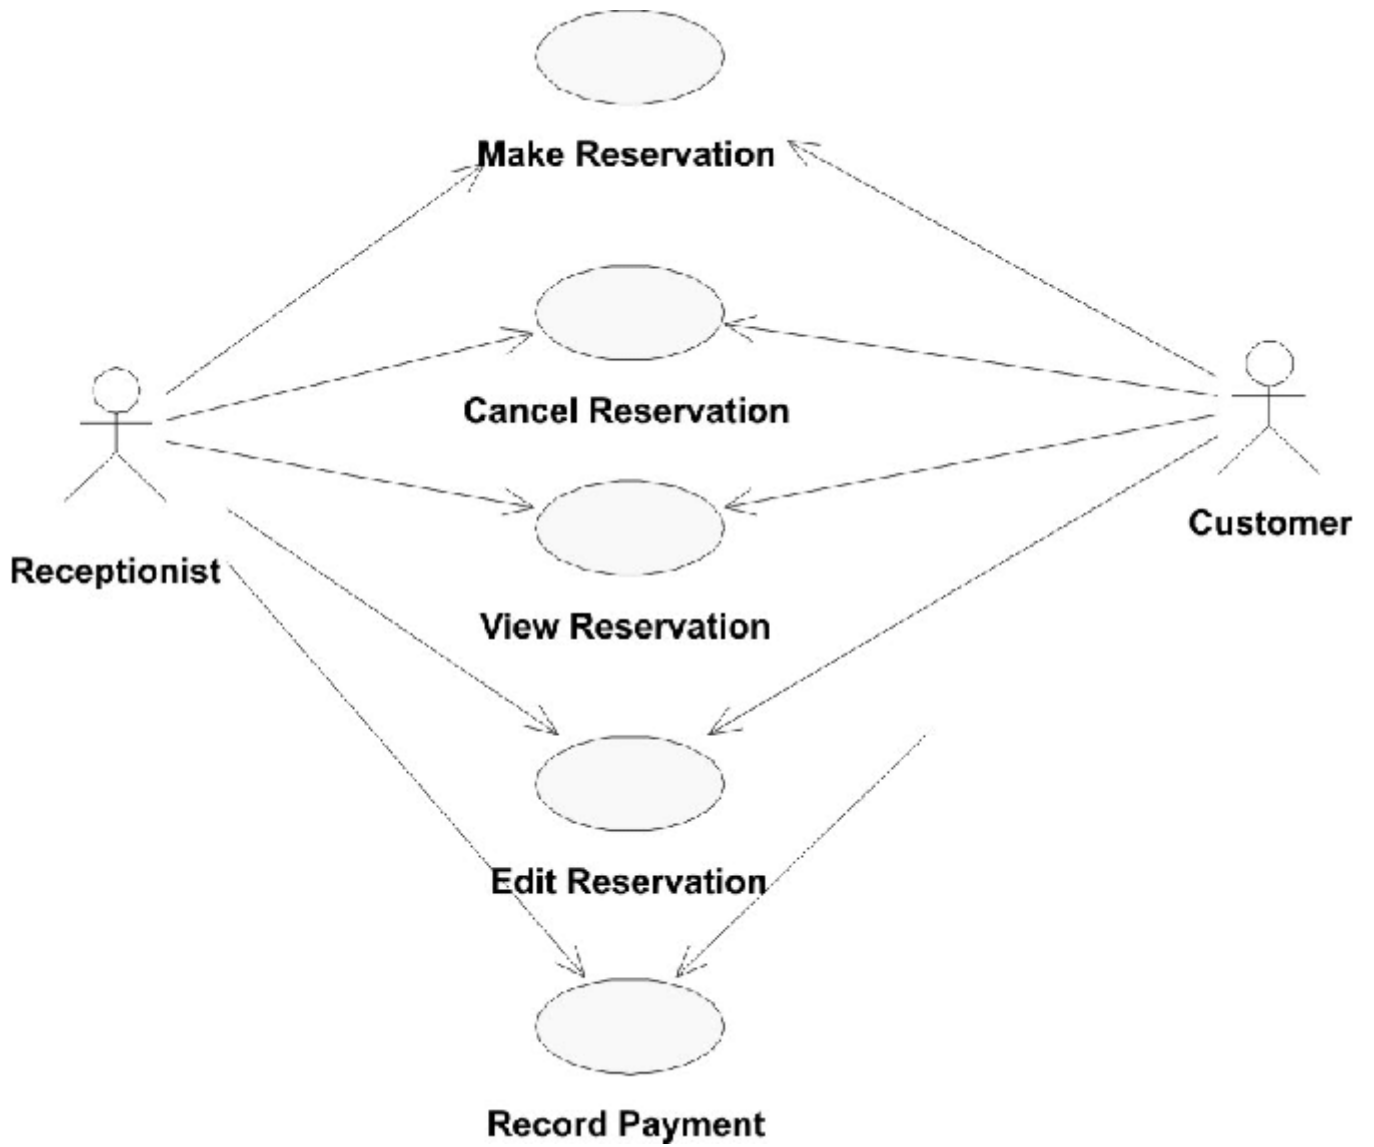 Make Reservation
Cancel Reservation
Customer
Receptionist
View Reservation
Edit Reservation
Record Payment